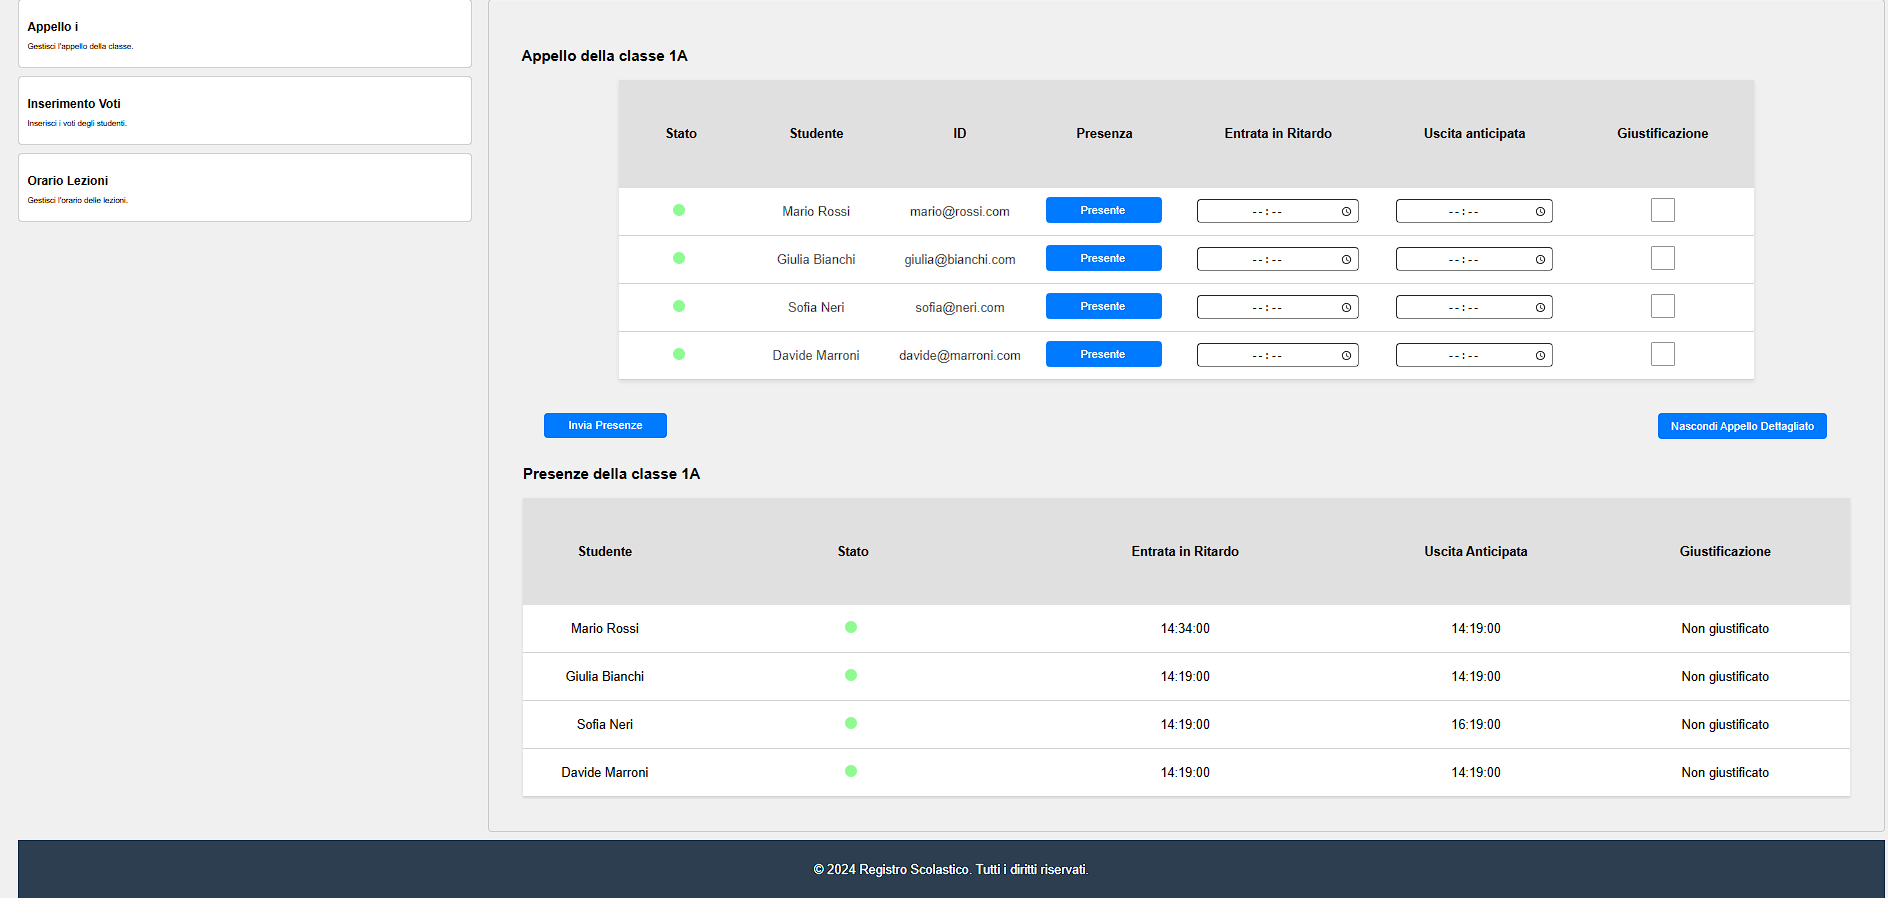 Appello i
Gestisci l'appello della classe.
Inserimento Voti
Inserisci i voti degli studenti.
Orario Lezioni
Gestisci l'orario delle lezioni.
Appello della classe 1A
Stato Studente ID Presenza Entrata in Ritardo Uscita anticipata Giustificazione
Mario Rossi mario@rossi.com Presente --:-- --:--
Giulia Bianchi giulia@bianchi.com Presente --:-- --:--
Sofia Neri sofia@neri.com Presente --:-- --:--
Davide Marroni davide@marroni.com Presente --:-- --:--
Invia Presenze Nascondi Appello Dettagliato
Presenze della classe 1A
Studente Stato Entrata in Ritardo Uscita Anticipata Giustificazione
Mario Rossi 14:34:00 14:19:00 Non giustificato
Giulia Bianchi 14:19:00 14:19:00 Non giustificato
Sofia Neri 14:19:00 16:19:00 Non giustificato
Davide Marroni 14:19:00 14:19:00 Non giustificato
© 2024 Registro Scolastico. Tutti i diritti riservati.